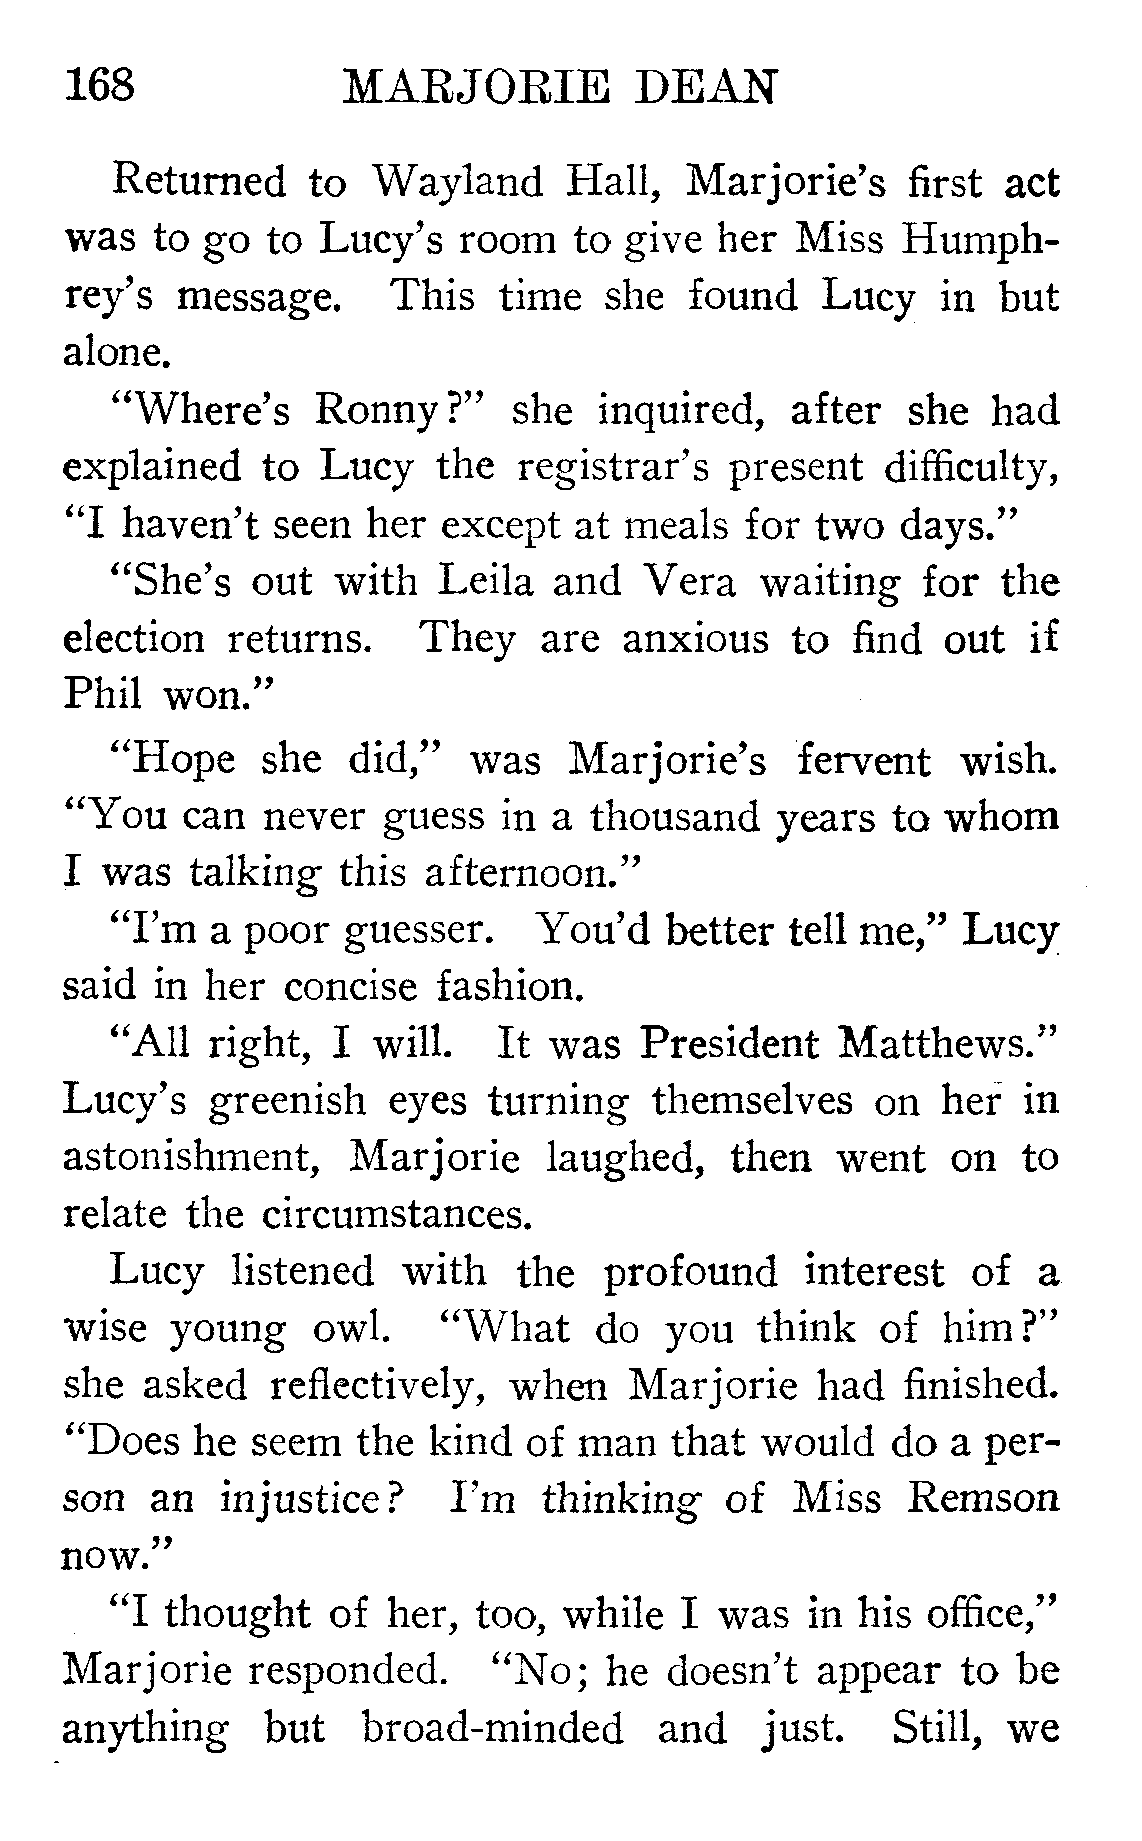 168 MARJORIE DEAN
Returned to Wayland Hall, Marjorie's first act
was to go to Lucy's room to give her Miss Humph-
rey's message. This time she found Lucy in but
alone.
"Where's Ronny?" she inquired, after she had
explained to Lucy the registrar's present difficulty,
"I haven't seen her except at meals for two days."
"She's out with Leila and Vera waiting for the
election returns. They are anxious to find out if
Phil won."
"Hope she did," was Marjorie's fervent wish.
"You can never guess in a thousand years to whom
I was talking this afternoon."
"I'm a poor guesser. You'd better tell me," Lucy
said in her concise fashion.
"All right, I will. It was President Matthews."
Lucy's greenish eyes turning themselves on her in
astonishment, Marjorie laughed, then went on to
relate the circumstances.
Lucy listened with the profound interest of a
wise young owl. "What do you think of him?"
she asked reflectively, when Marjorie had finished.
"Does he seem the kind of man that would do a per-
son an injustice? I'm thinking of Miss Remson
now."
"I thought of her, too, while I was in his office,"
Marjorie responded. "No; he doesn't appear to be
anything but broad-minded and just. Still, we